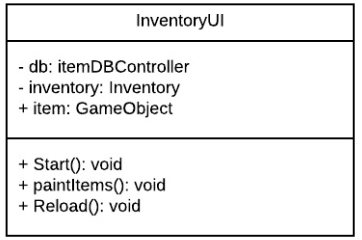 InventoryUI
- db: itemDBController
- inventory: Inventory
+ item: GameObject
+ Start(): void
+ paintItems(): void
+ Reload(): void